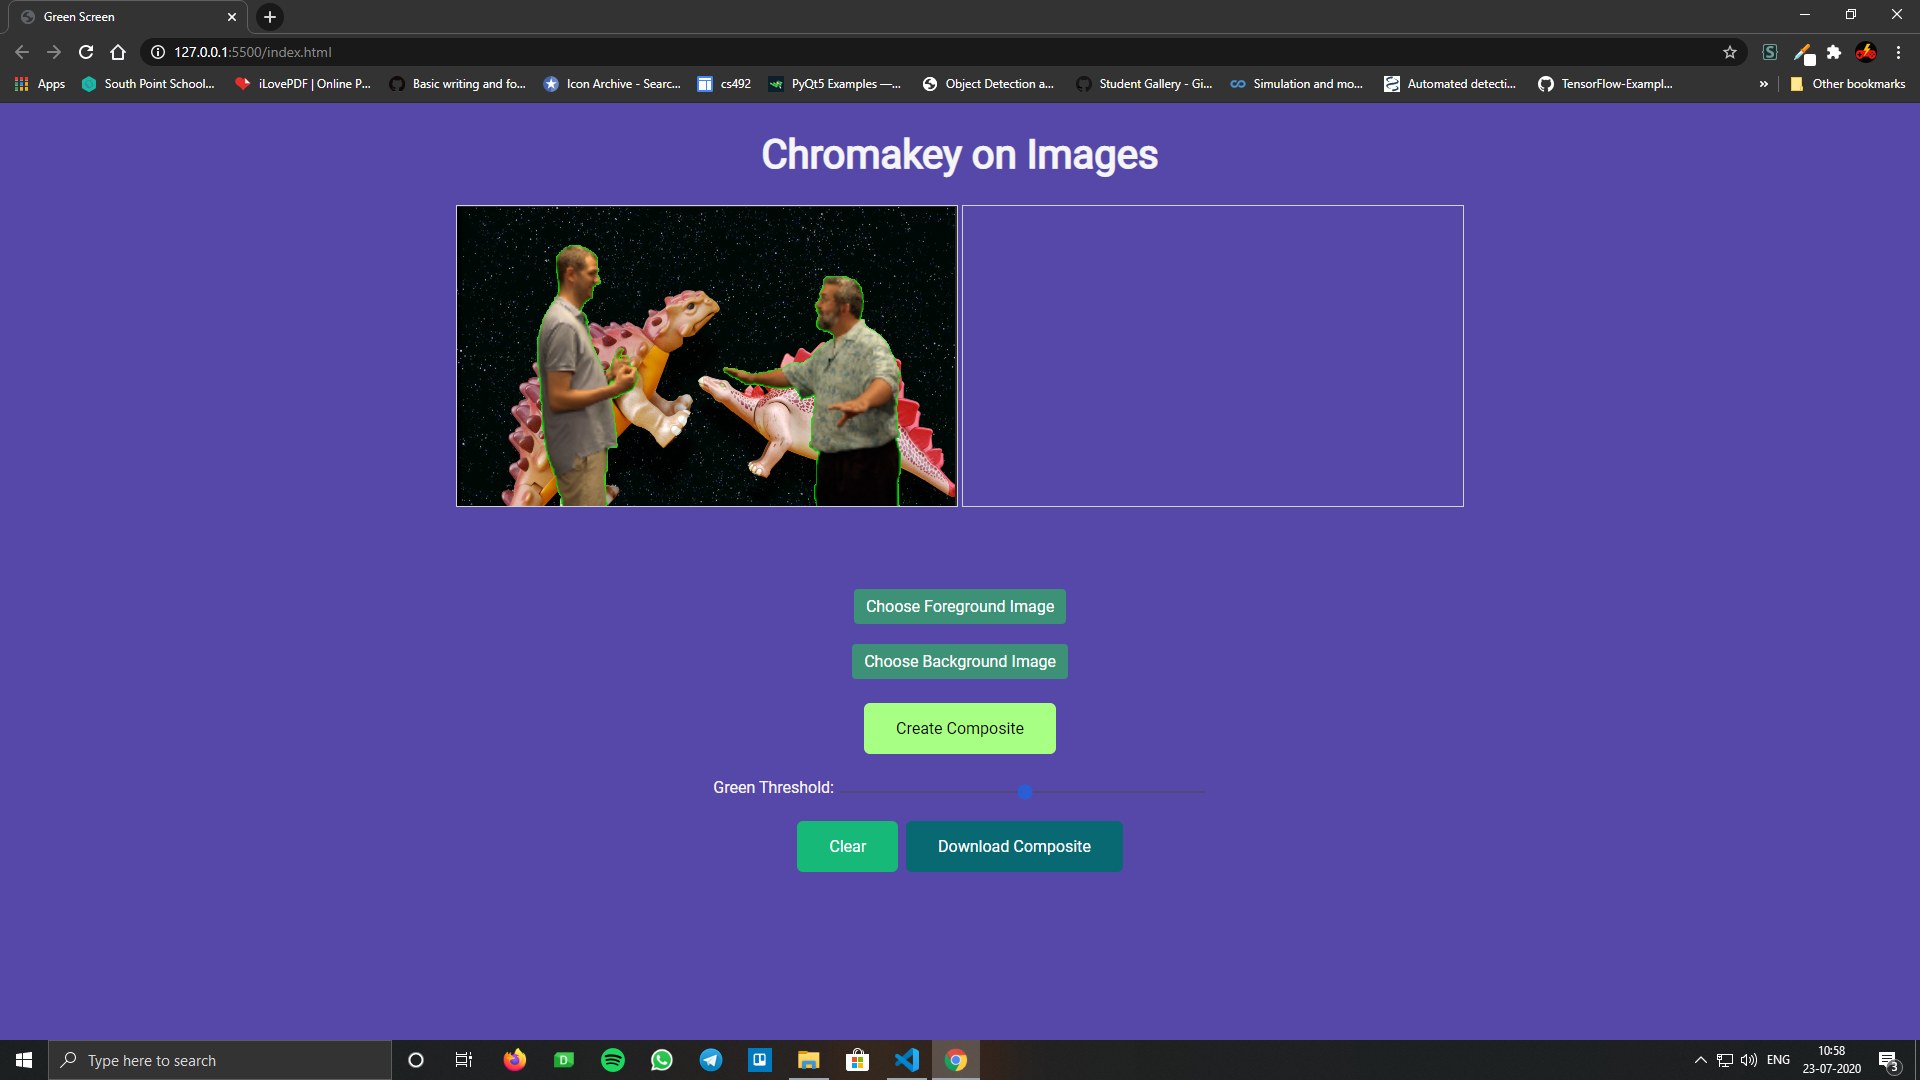 Green Screen
127.0.0.1:5500/index.html
Apps South Point School... iLovePDF | Online P... Basic writing and fo... Icon Archive - Searc... cs492 PyQt5 Examples —... Object Detection a... Student Gallery - Gi... Simulation and mo... Automated detecti... TensorFlow-Exampl... » Other bookmarks
Chromakey on Images
Choose Foreground Image
Choose Background Image
Create Composite
Green Threshold:
Clear Download Composite
Type here to search
ENG
10:58
23-07-2020
3